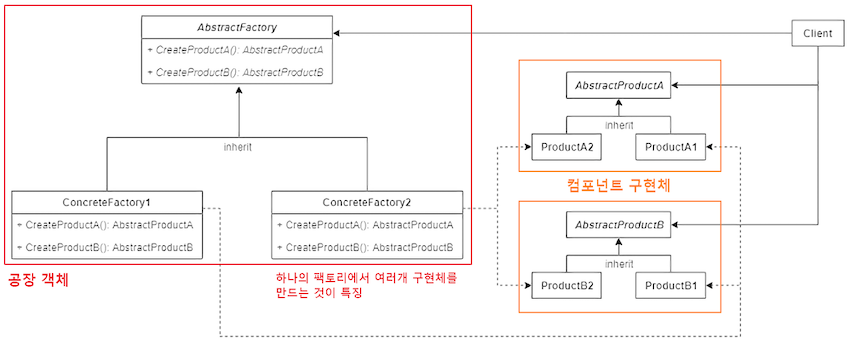 AbstractFactory
+ CreateProductA(): AbstractProductA
+ CreateProductB(): AbstractProductB
Client
inherit
ConcreteFactory1
+ CreateProductA(): AbstractProductA
+ CreateProductB(): AbstractProductB
ConcreteFactory2
+ CreateProductA(): AbstractProductA
+ CreateProductB(): AbstractProductB
공장 객체
하나의 팩토리에서 여러개 구현체를
만드는 것이 특징
AbstractProductA
inherit
ProductA2
ProductA1
컴포넌트 구현체
AbstractProductB
inherit
ProductB2
ProductB1